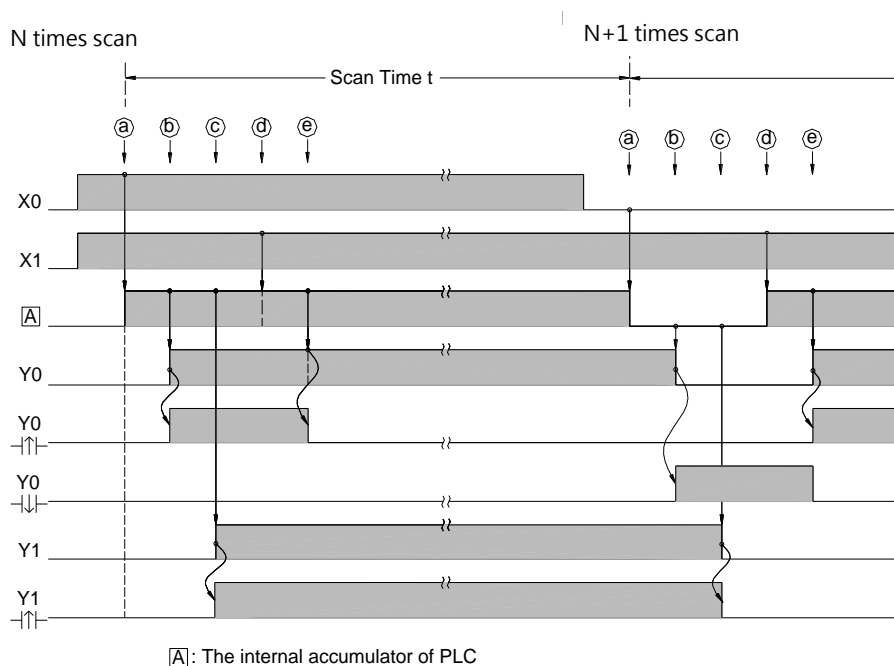 N times scan
N+1 times scan
Scan Time t
a b c d e a b c d e
X0
X1
A
Y0
Y0
Y0
Y1
Y1
A : The internal accumulator of PLC